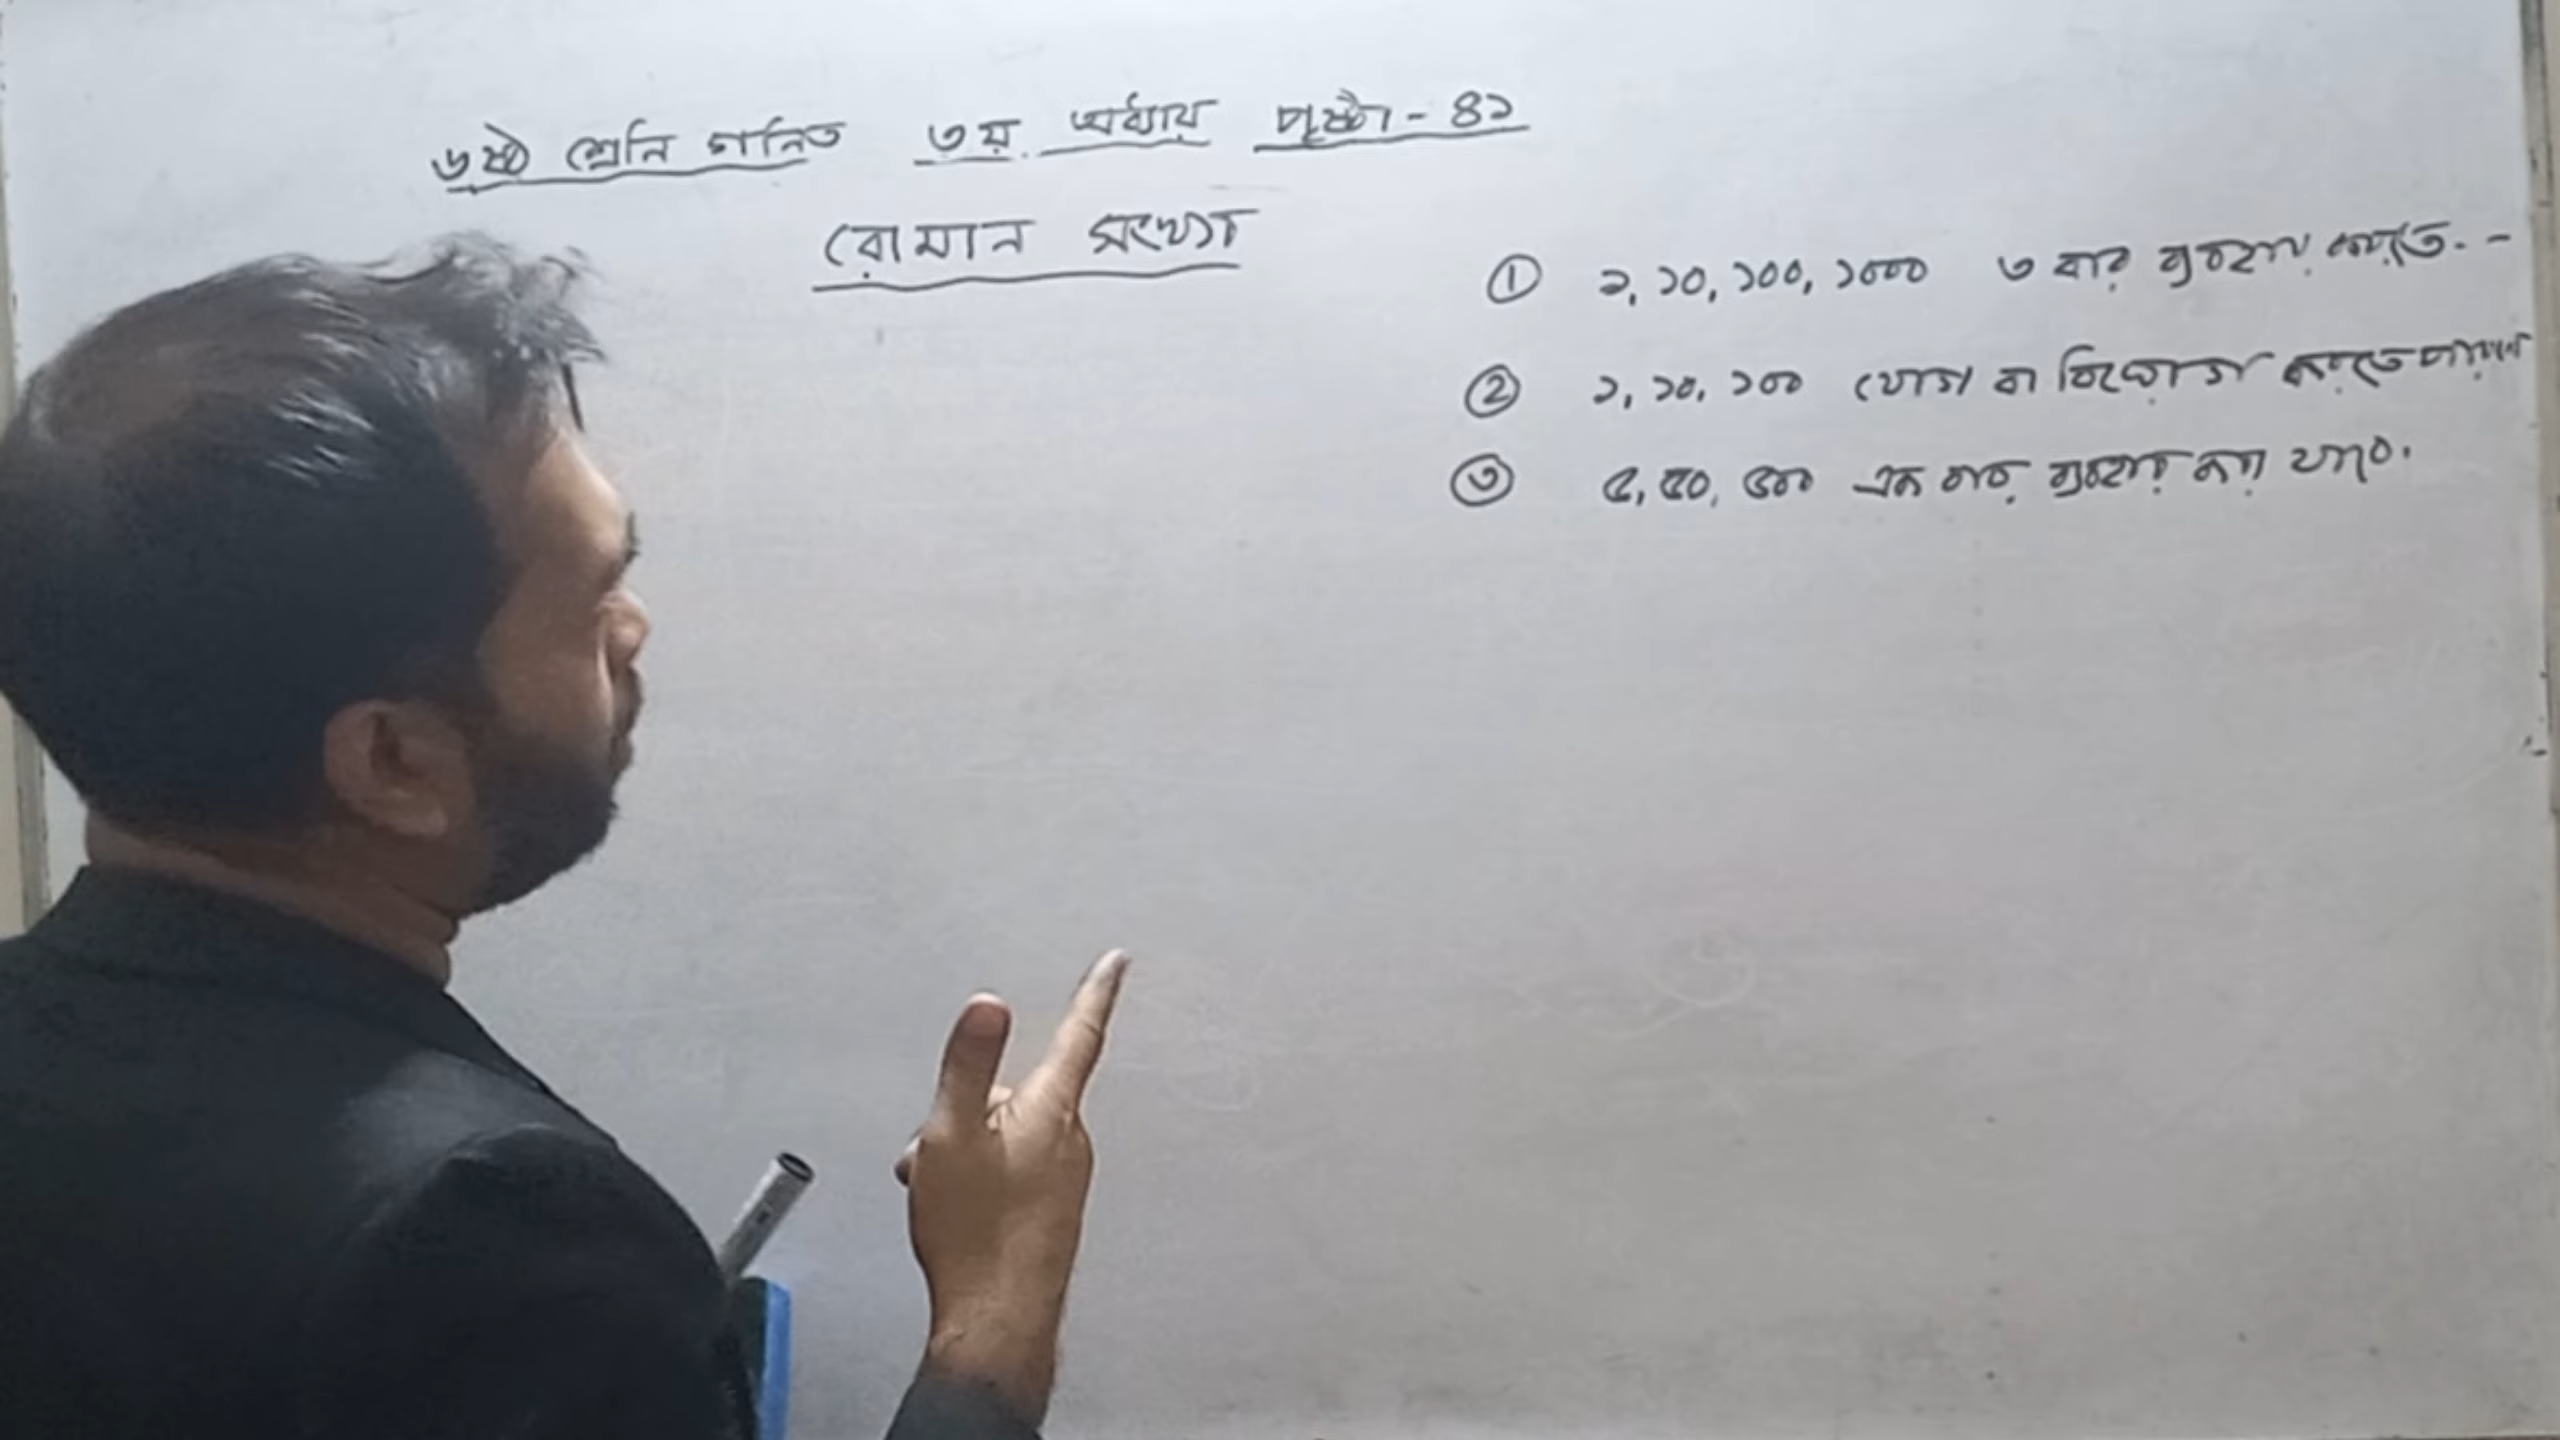 ৬ষ্ঠ শ্রেনি গনিত ৩য় অধ্যায় পৃষ্ঠা - ৪১
রোমান সংখ্যা
① ১, ১০, ১০০, ১০০০ ৩ বার ব্যবহার করতে. -
② ১, ১০, ১০০ যোগ বা বিয়োগ করতে পারবে
③ ৫, ৫০, ৫০০ এক বার ব্যবহার করা যাবে.